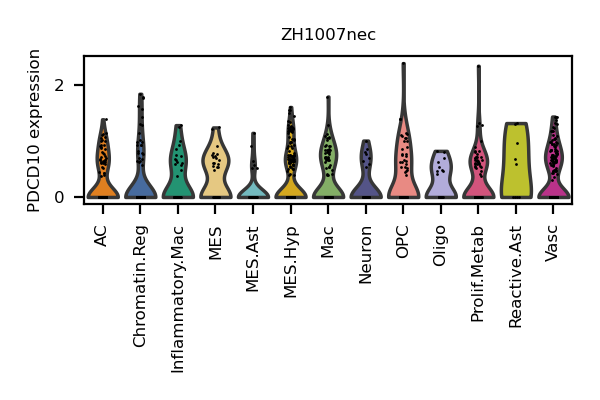 ZH1007nec
PDCD10 expression
2
0
AC
Chromatin.Reg
Inflammatory.Mac
MES
MES.Ast
MES.Hyp
Mac
Neuron
OPC
Oligo
Prolif.Metab
Reactive.Ast
Vasc